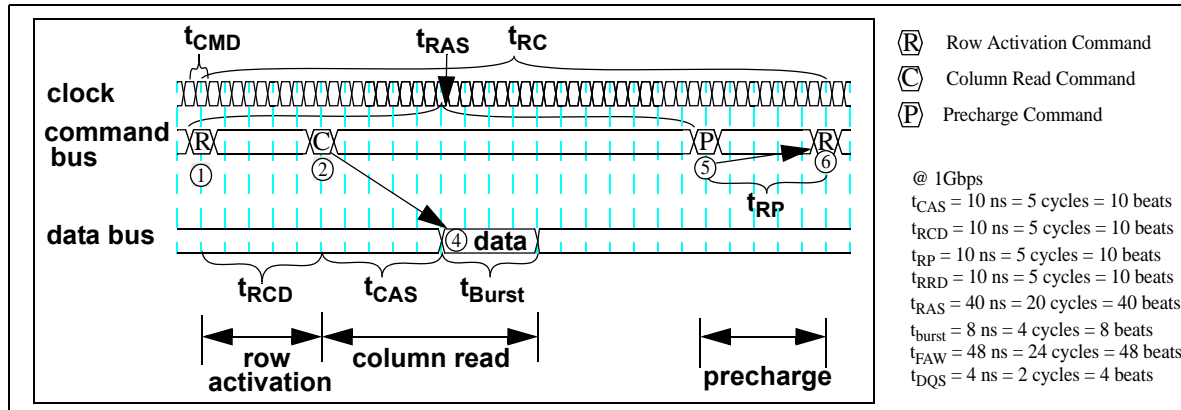 tCMD
tRAS
tRC
clock
command
bus
R
C
P
R
1
2
5
6
tRP
data bus
4 data
tRCD
tCAS
tBurst
row
activation
column read
precharge
R Row Activation Command
C Column Read Command
P Precharge Command
@ 1Gbps
tCAS = 10 ns = 5 cycles = 10 beats
tRCD = 10 ns = 5 cycles = 10 beats
tRP = 10 ns = 5 cycles = 10 beats
tRRD = 10 ns = 5 cycles = 10 beats
tRAS = 40 ns = 20 cycles = 40 beats
tburst = 8 ns = 4 cycles = 8 beats
tFAW = 48 ns = 24 cycles = 48 beats
tDQS = 4 ns = 2 cycles = 4 beats